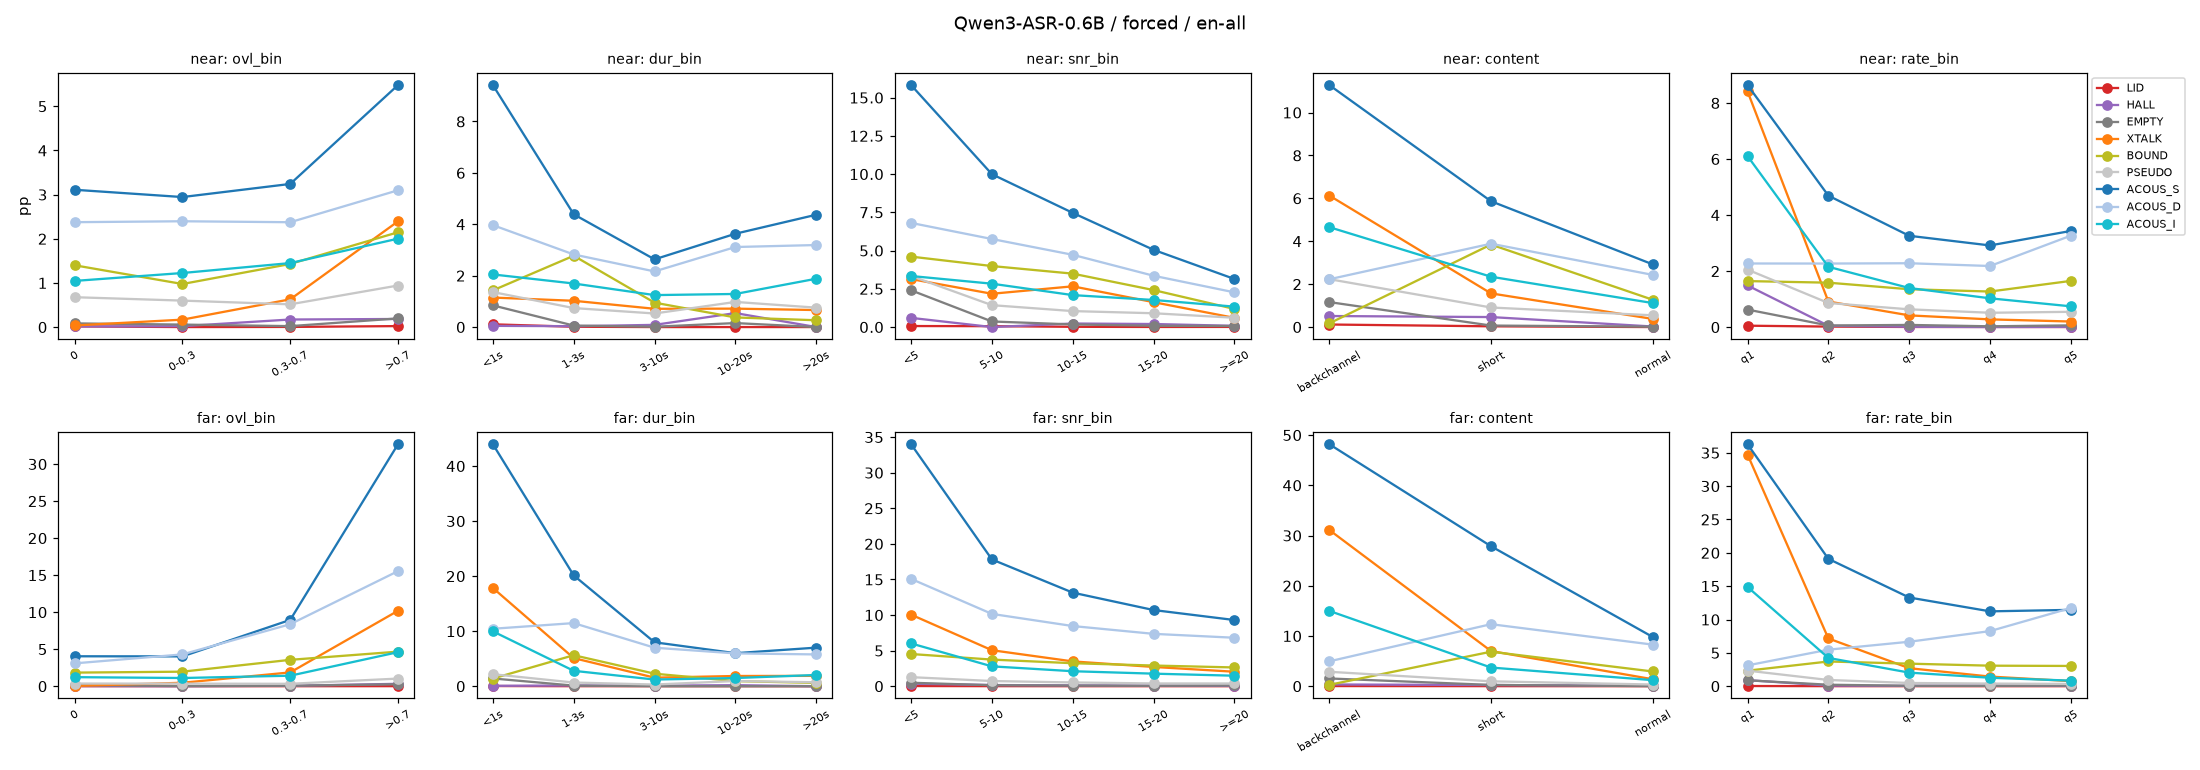 Qwen3-ASR-0.6B / forced / en-all
near: ovl_bin
pp
5
4
3
2
1
0
0
0-0.3
0.3-0.7
>0.7
near: dur_bin
8
6
4
2
0
<1s
1-3s
3-10s
10-20s
>20s
near: snr_bin
15.0
12.5
10.0
7.5
5.0
2.5
0.0
<5
5-10
10-15
15-20
>=20
near: content
10
8
6
4
2
0
backchannel
short
normal
near: rate_bin
8
6
4
2
0
q1
q2
q3
q4
q5
LID
HALL
EMPTY
XTALK
BOUND
PSEUDO
ACOUS_S
ACOUS_D
ACOUS_I
far: ovl_bin
30
25
20
15
10
5
0
0
0-0.3
0.3-0.7
>0.7
far: dur_bin
40
30
20
10
0
<1s
1-3s
3-10s
10-20s
>20s
far: snr_bin
35
30
25
20
15
10
5
0
<5
5-10
10-15
15-20
>=20
far: content
50
40
30
20
10
0
backchannel
short
normal
far: rate_bin
35
30
25
20
15
10
5
0
q1
q2
q3
q4
q5